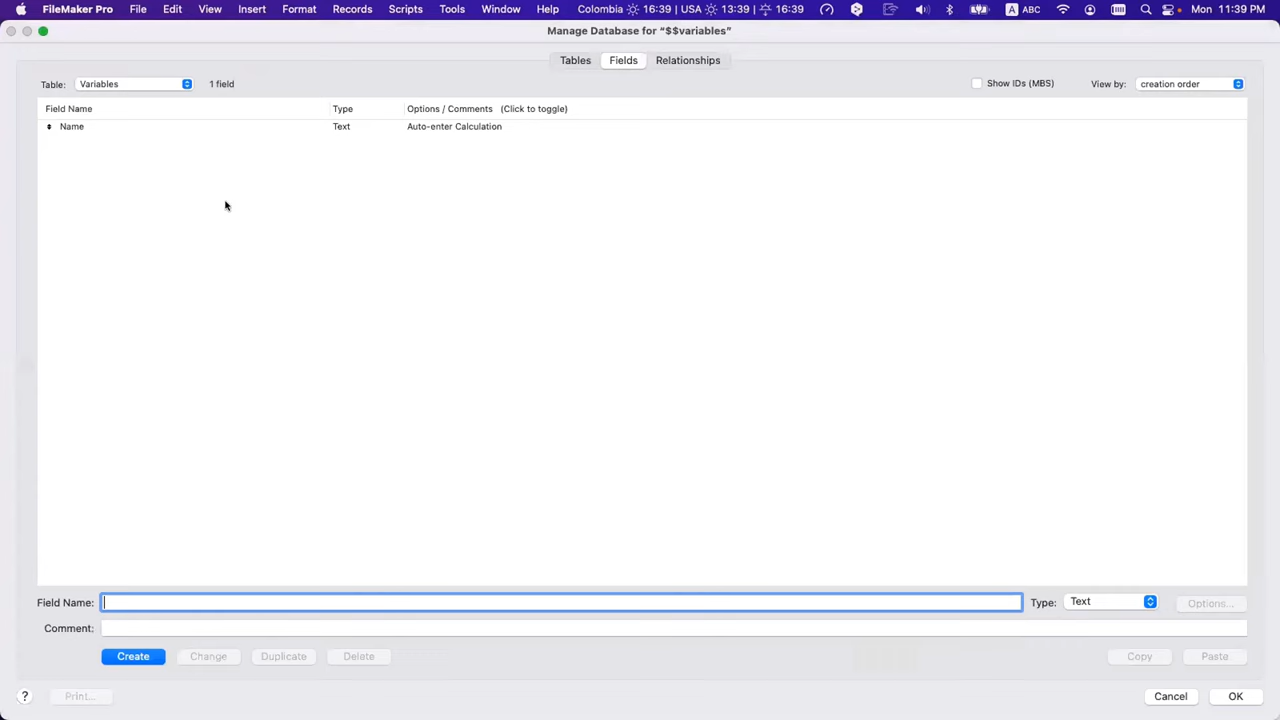 FileMaker Pro File Edit View Insert Format Records Scripts Tools Window Help Colombia 16:39 | USA 13:39 | 16:39 A ABC Mon 11:39 PM
Manage Database for “$$variables”
Tables Fields Relationships
Table: Variables 1 field Show IDs (MBS) View by: creation order
Field Name Type Options / Comments (Click to toggle)
Name Text Auto-enter Calculation
Field Name: Type: Text Options...
Comment:
Create Change Duplicate Delete Copy Paste
? Print... Cancel OK